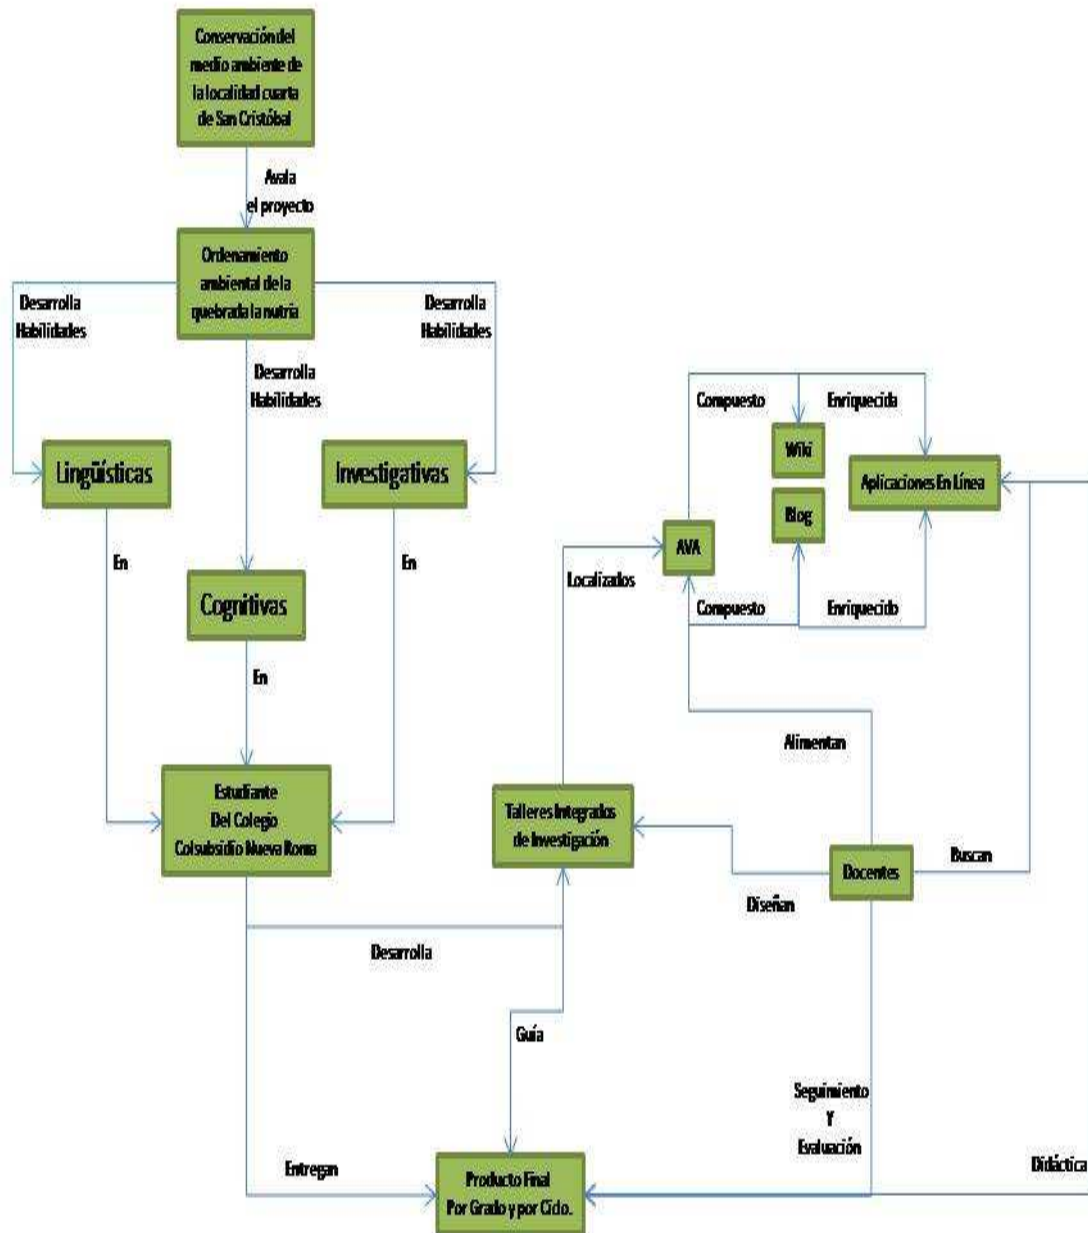 Conservación del
medio ambiente de
la localidad cuarta
de San Cristóbal
Avala
el proyecto
Ordenamiento
ambiental de la
quebrada la nutria
Desarrolla
Habilidades
Desarrolla
Habilidades
Desarrolla
Habilidades
Lingüísticas
Investigativas
Cognitivas
En
En
En
Estudiante
Del Colegio
Colsubsidio Nueva Roma
Compuesto
Enriquecida
Wiki
Aplicaciones En Línea
Blog
AVA
Localizados
Compuesto
Enriquecido
Alimentan
Talleres Integrados
de Investigación
Docentes
Buscan
Diseñan
Desarrolla
Guía
Seguimiento
Y
Evaluación
Entregan
Producto Final
Por Grado y por Ciclo.
Didáctica